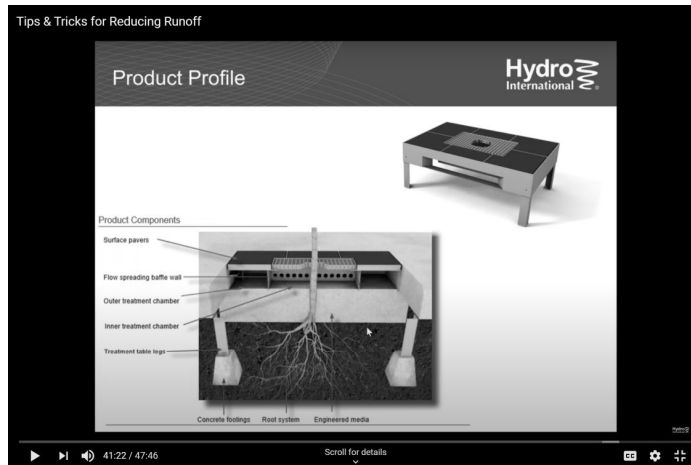 Tips & Tricks for Reducing Runoff
Product Profile
Hydro
International
Product Components
Surface pavers
Flow spreading baffle wall
Outer treatment chamber
Inner treatment chamber
Treatment table legs
Concrete footings Root system Engineered media
Hydro
41:22 / 47:46
Scroll for details
CC